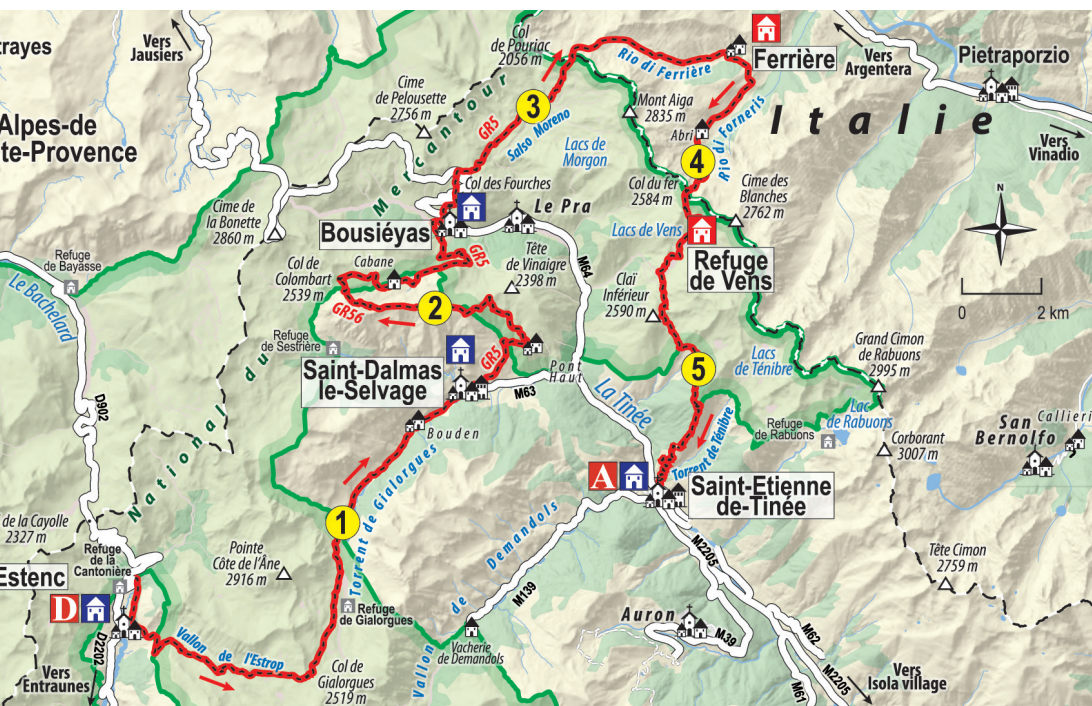 trayes
Vers
Jausiers
Col
de Pouriac
2056 m
Rio di Ferrière
Ferrière
Vers
Argentera
Pietraporzio
Cime
de Pelousette
2756 m
3
GR5
Salso Moreno
Mont Aiga
2835 m
Abri
Rio di Forneris
Italie
Vers
Vinadio
Alpes-de
te-Provence
Lacs de
Morgon
4
Col du fer
2584 m
Cime des
Blanches
2762 m
N
Parc National du Mercantour
Col des Fourches
Cime de
la Bonette
2860 m
Bousiéyas
Le Pra
Lacs de Vens
Refuge
de Vens
Refuge
de Bayasse
Le Bachelard
Col de
Colombart
2539 m
Cabane
GR5
Tête
de Vinaigre
2398 m
M64
Claï
Inférieur
2590 m
0
2 km
GR56
2
Refuge
de Sestrière
Saint-Dalmas
le-Selvage
GR5
Pont
Haut
M63
5
Lacs
de Ténibre
Grand Cimon
de Rabuons
2995 m
D902
Bouden
La Tinée
Torrent de Ténibre
Refuge
de Rabuons
Lac
de Rabuons
Corborant
3007 m
San
Bernolfo
Callieri
A
Saint-Etienne
de-Tinée
1
Torrent de Gialorgues
de la Cayolle
2327 m
Refuge
de la
Cantonière
Pointe
Côte de l'Âne
2916 m
Vallon de Demandols
M139
M2205
Tête Cimon
2759 m
Estenc
D
Refuge
de Gialorgues
Auron
M39
M62
Vallon de l'Estrop
Vacherie
de Demandols
D2202
Vers
Entraunes
Col de
Gialorgues
2519 m
M61
M2205
Vers
Isola village